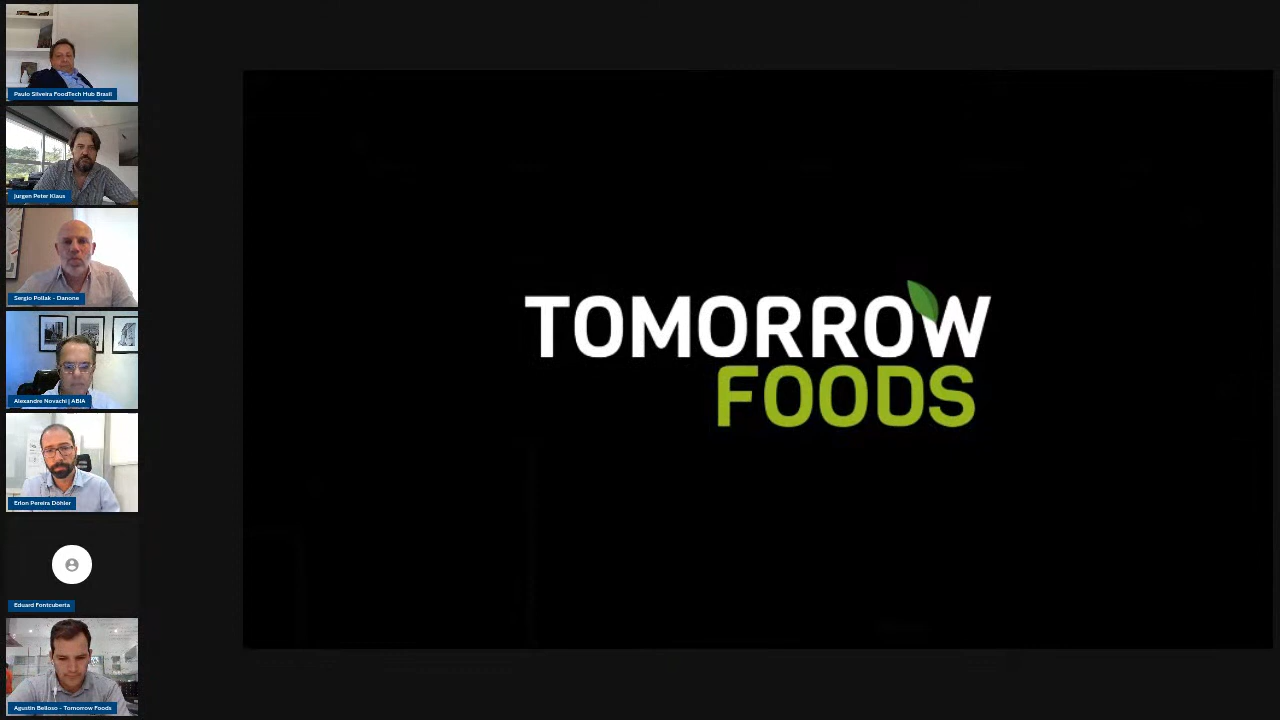 Paulo Silveira FoodTech Hub Brasil
Jurgen Peter Klaus
Sergio Pollak - Danone
Alexandre Novachi | ABIA
Erlon Pereira Döhler
Eduard Fontcuberta
Agustin Belloso - Tomorrow Foods
TOMORROW
FOODS